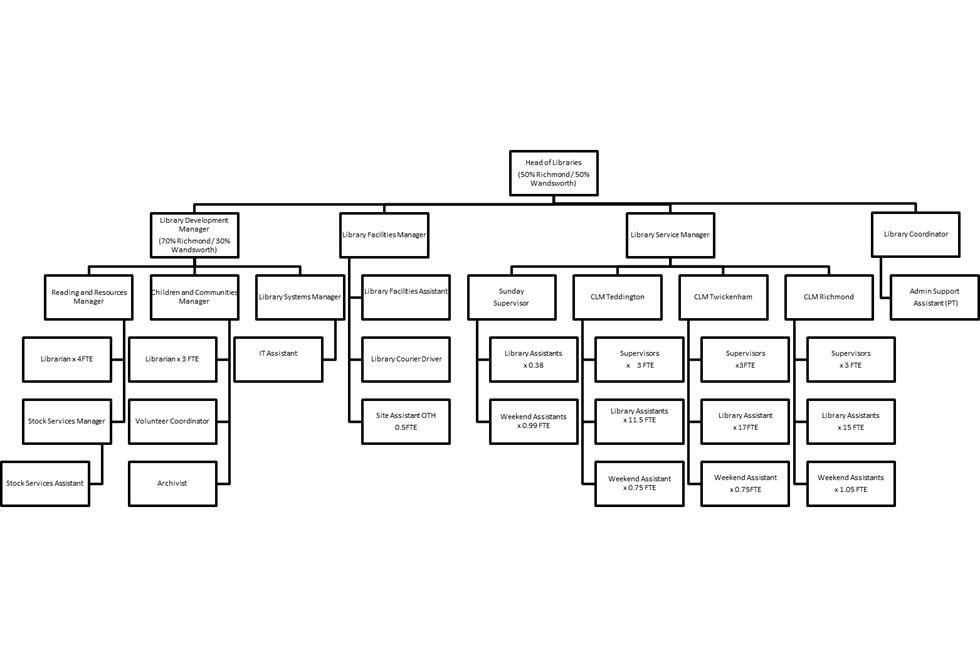 Head of Libraries
(50% Richmond/ 50%
Wandsworth)
Library Development
Manager
(70% Richmond/ 30%
Wandsworth)
Library Facilities Manager
Library Service Manager
Library Coordinator
Reading and Resources
Manager
Children and Communities
Manager
Library Systems Manager
Library Facilities Assistant
Sunday
Supervisor
CLM Teddington
CLM Twickenham
CLM Richmond
Admin Support
Assistant (PT)
Librarian x 4FTE
Librarian x 3 FTE
IT Assistant
Library Courier Driver
Library Assistants
x 0.38
Supervisors
x 3 FTE
Supervisors
x3FTE
Supervisors
x 3 FTE
Stock Services Manager
Volunteer Coordinator
Site Assistant OTH
0.5FTE
Weekend Assistants
x 0.99 FTE
Library Assistants
x 11.5 FTE
Library Assistant
x 17FTE
Library Assistants
x 15 FTE
Stock Services Assistant
Archivist
Weekend Assistant
x 0.75 FTE
Weekend Assistant
x 0.75FTE
Weekend Assistants
x 1.05 FTE